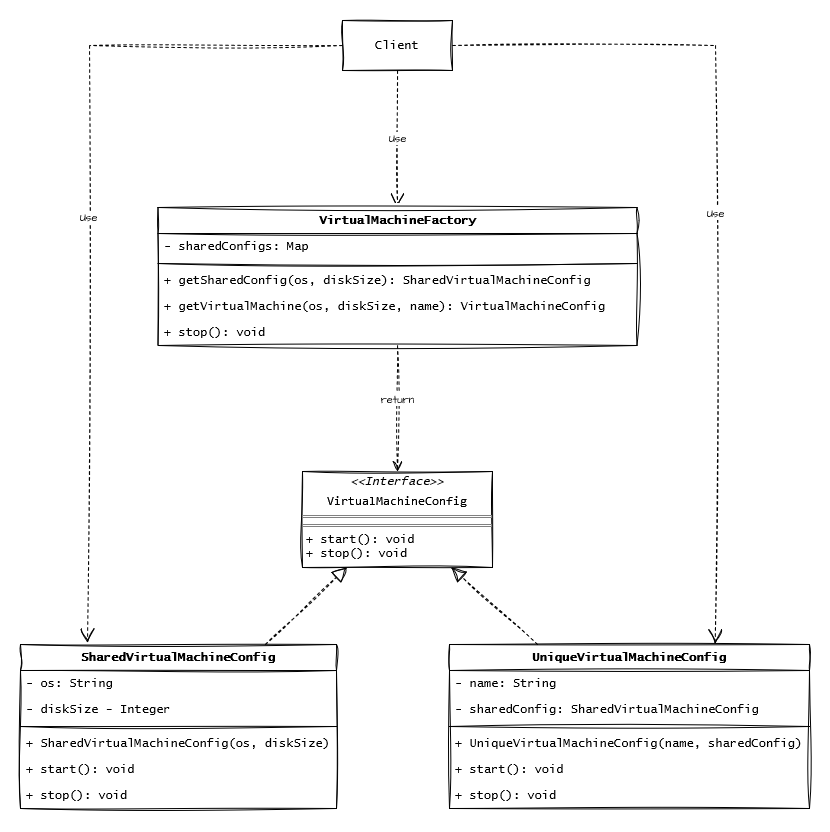 Client
Use
Use
Use
VirtualMachineFactory
- sharedConfigs: Map
+ getSharedConfig(os, diskSize): SharedVirtualMachineConfig
+ getVirtualMachine(os, diskSize, name): VirtualMachineConfig
+ stop(): void
return
<<Interface>>
VirtualMachineConfig
+ start(): void
+ stop(): void
SharedVirtualMachineConfig
- os: String
- diskSize - Integer
+ SharedVirtualMachineConfig(os, diskSize)
+ start(): void
+ stop(): void
UniqueVirtualMachineConfig
- name: String
- sharedConfig: SharedVirtualMachineConfig
+ UniqueVirtualMachineConfig(name, sharedConfig)
+ start(): void
+ stop(): void